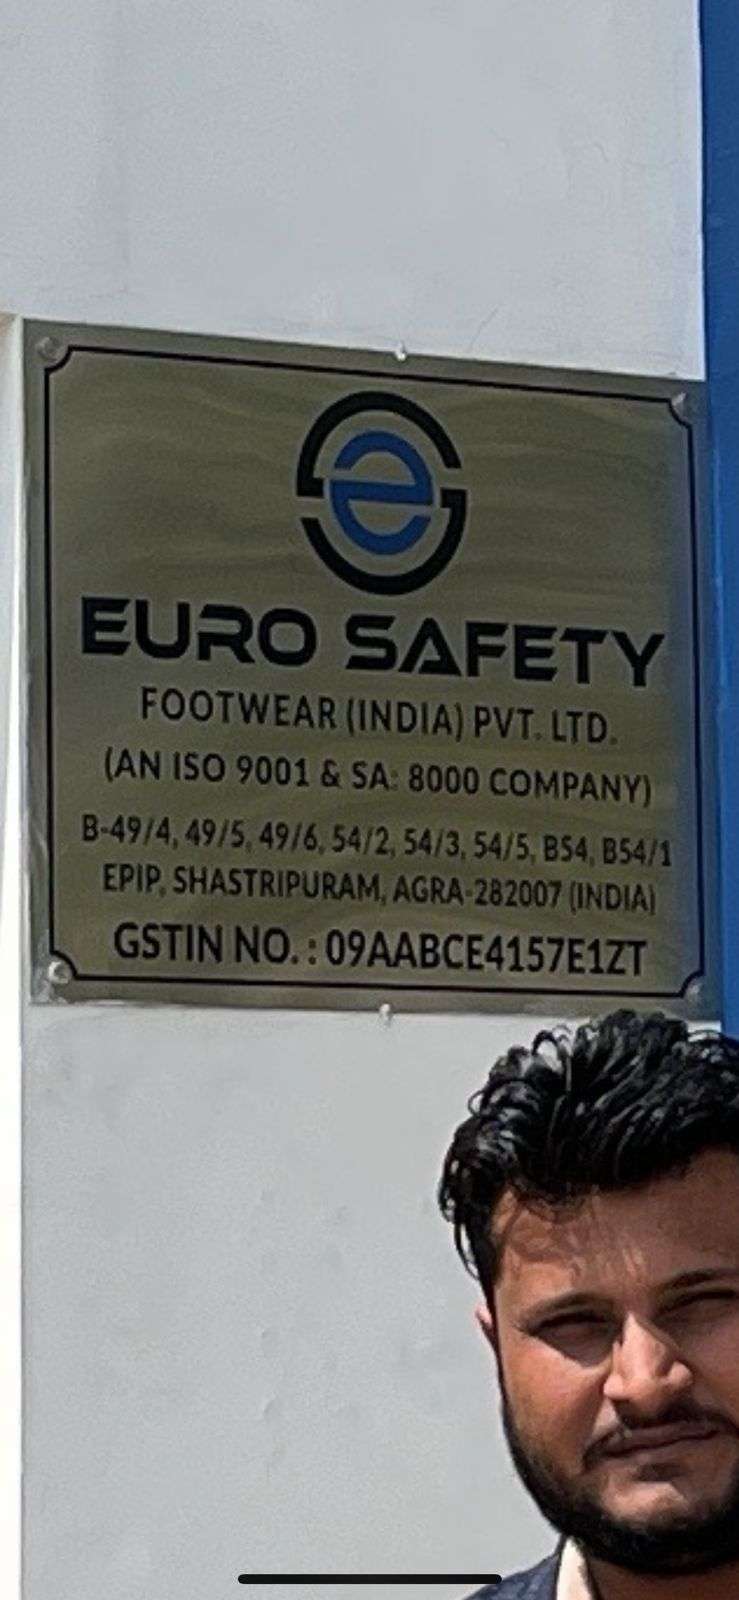 e
EURO SAFETY
FOOTWEAR (INDIA) PVT. LTD.
(AN ISO 9001 & SA: 8000 COMPANY)
B-49/4, 49/5, 49/6, 54/2, 54/3, 54/5, B54, B54/1
EPIP, SHASTRIPURAM, AGRA-282007 (INDIA)
GSTIN NO. : 09AABCE4157E1ZT